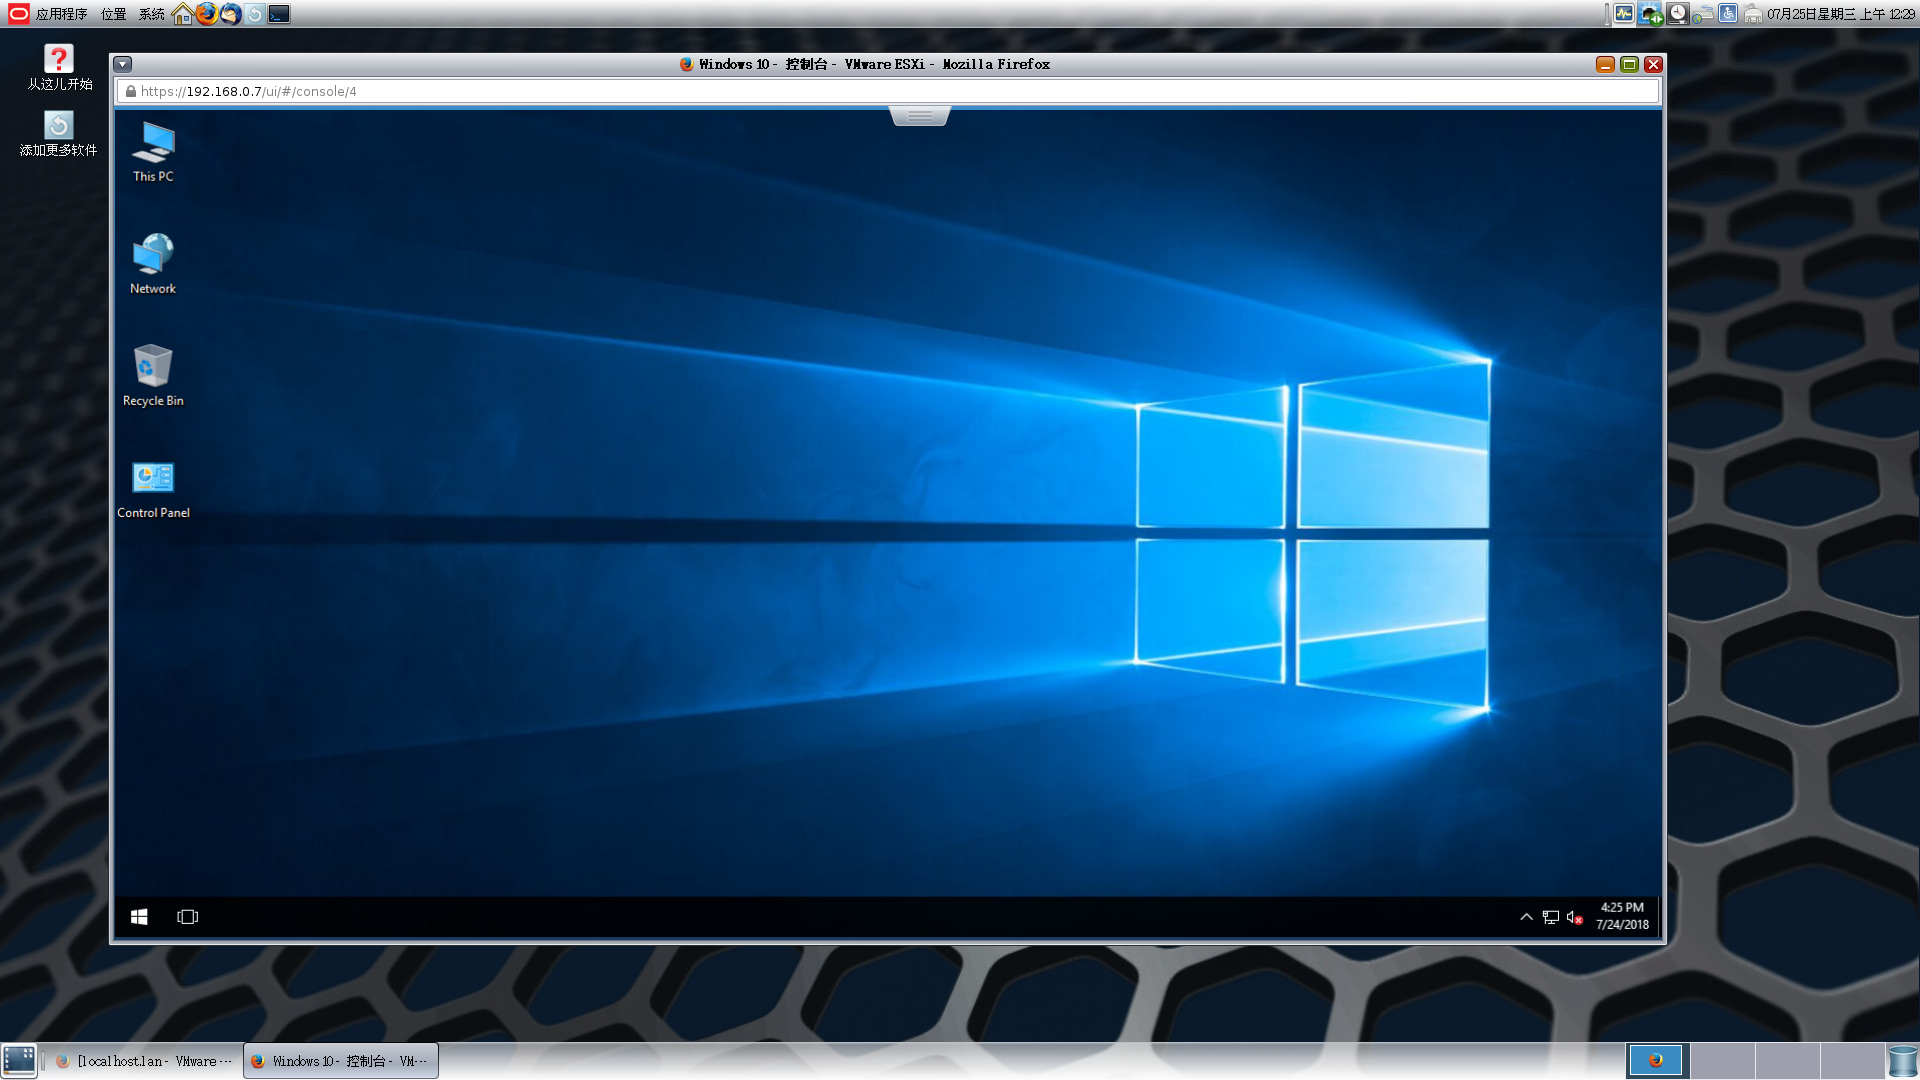 应用程序 位置 系统
07月25日星期三 上午 12:29
从这儿开始
添加更多软件
Windows 10 - 控制台 - VMware ESXi - Mozilla Firefox
https://192.168.0.7/ui/#/console/4
This PC
Network
Recycle Bin
Control Panel
4:25 PM
7/24/2018
[localhost.lan - VMware ...
Windows 10 - 控制台 - VM...